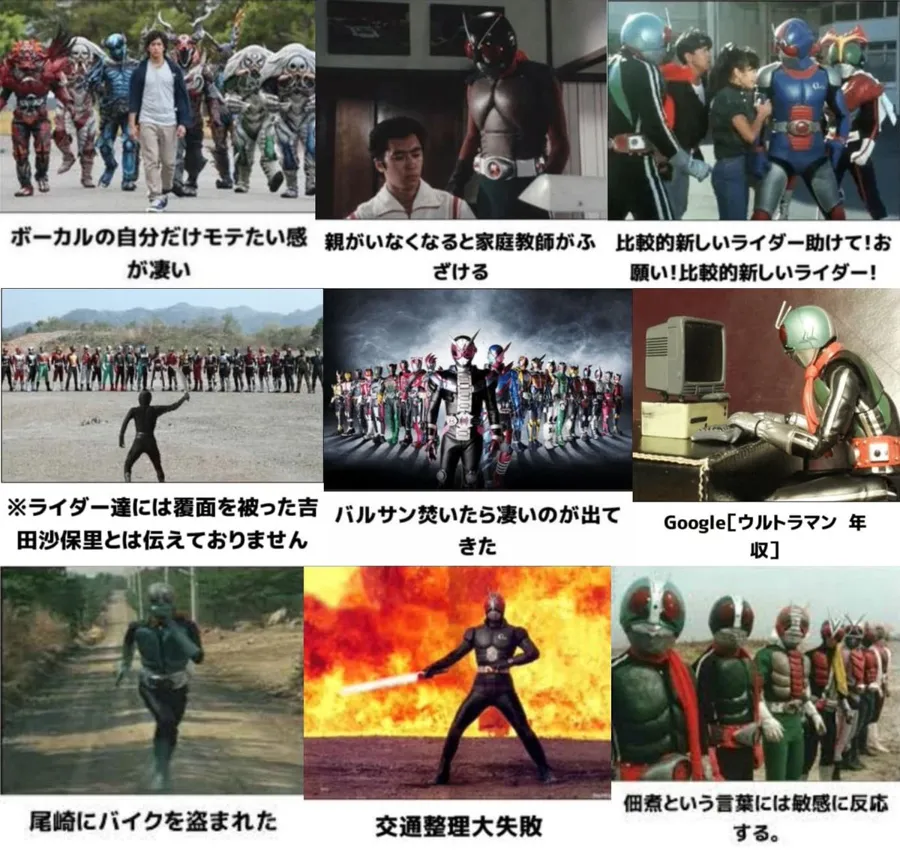 ボーカルの自分だけモテたい感
が凄い
親がいなくなると家庭教師がふ
ざける
比較的新しいライダー助けて!お
願い!比較的新しいライダー!
※ライダー達には覆面を被った吉
田沙保里とは伝えておりません
バルサン焚いたら凄いのが出て
きた
Google[ウルトラマン 年
収]
尾崎にバイクを盗まれた
交通整理大失敗
佃煮という言葉には敏感に反応
する。